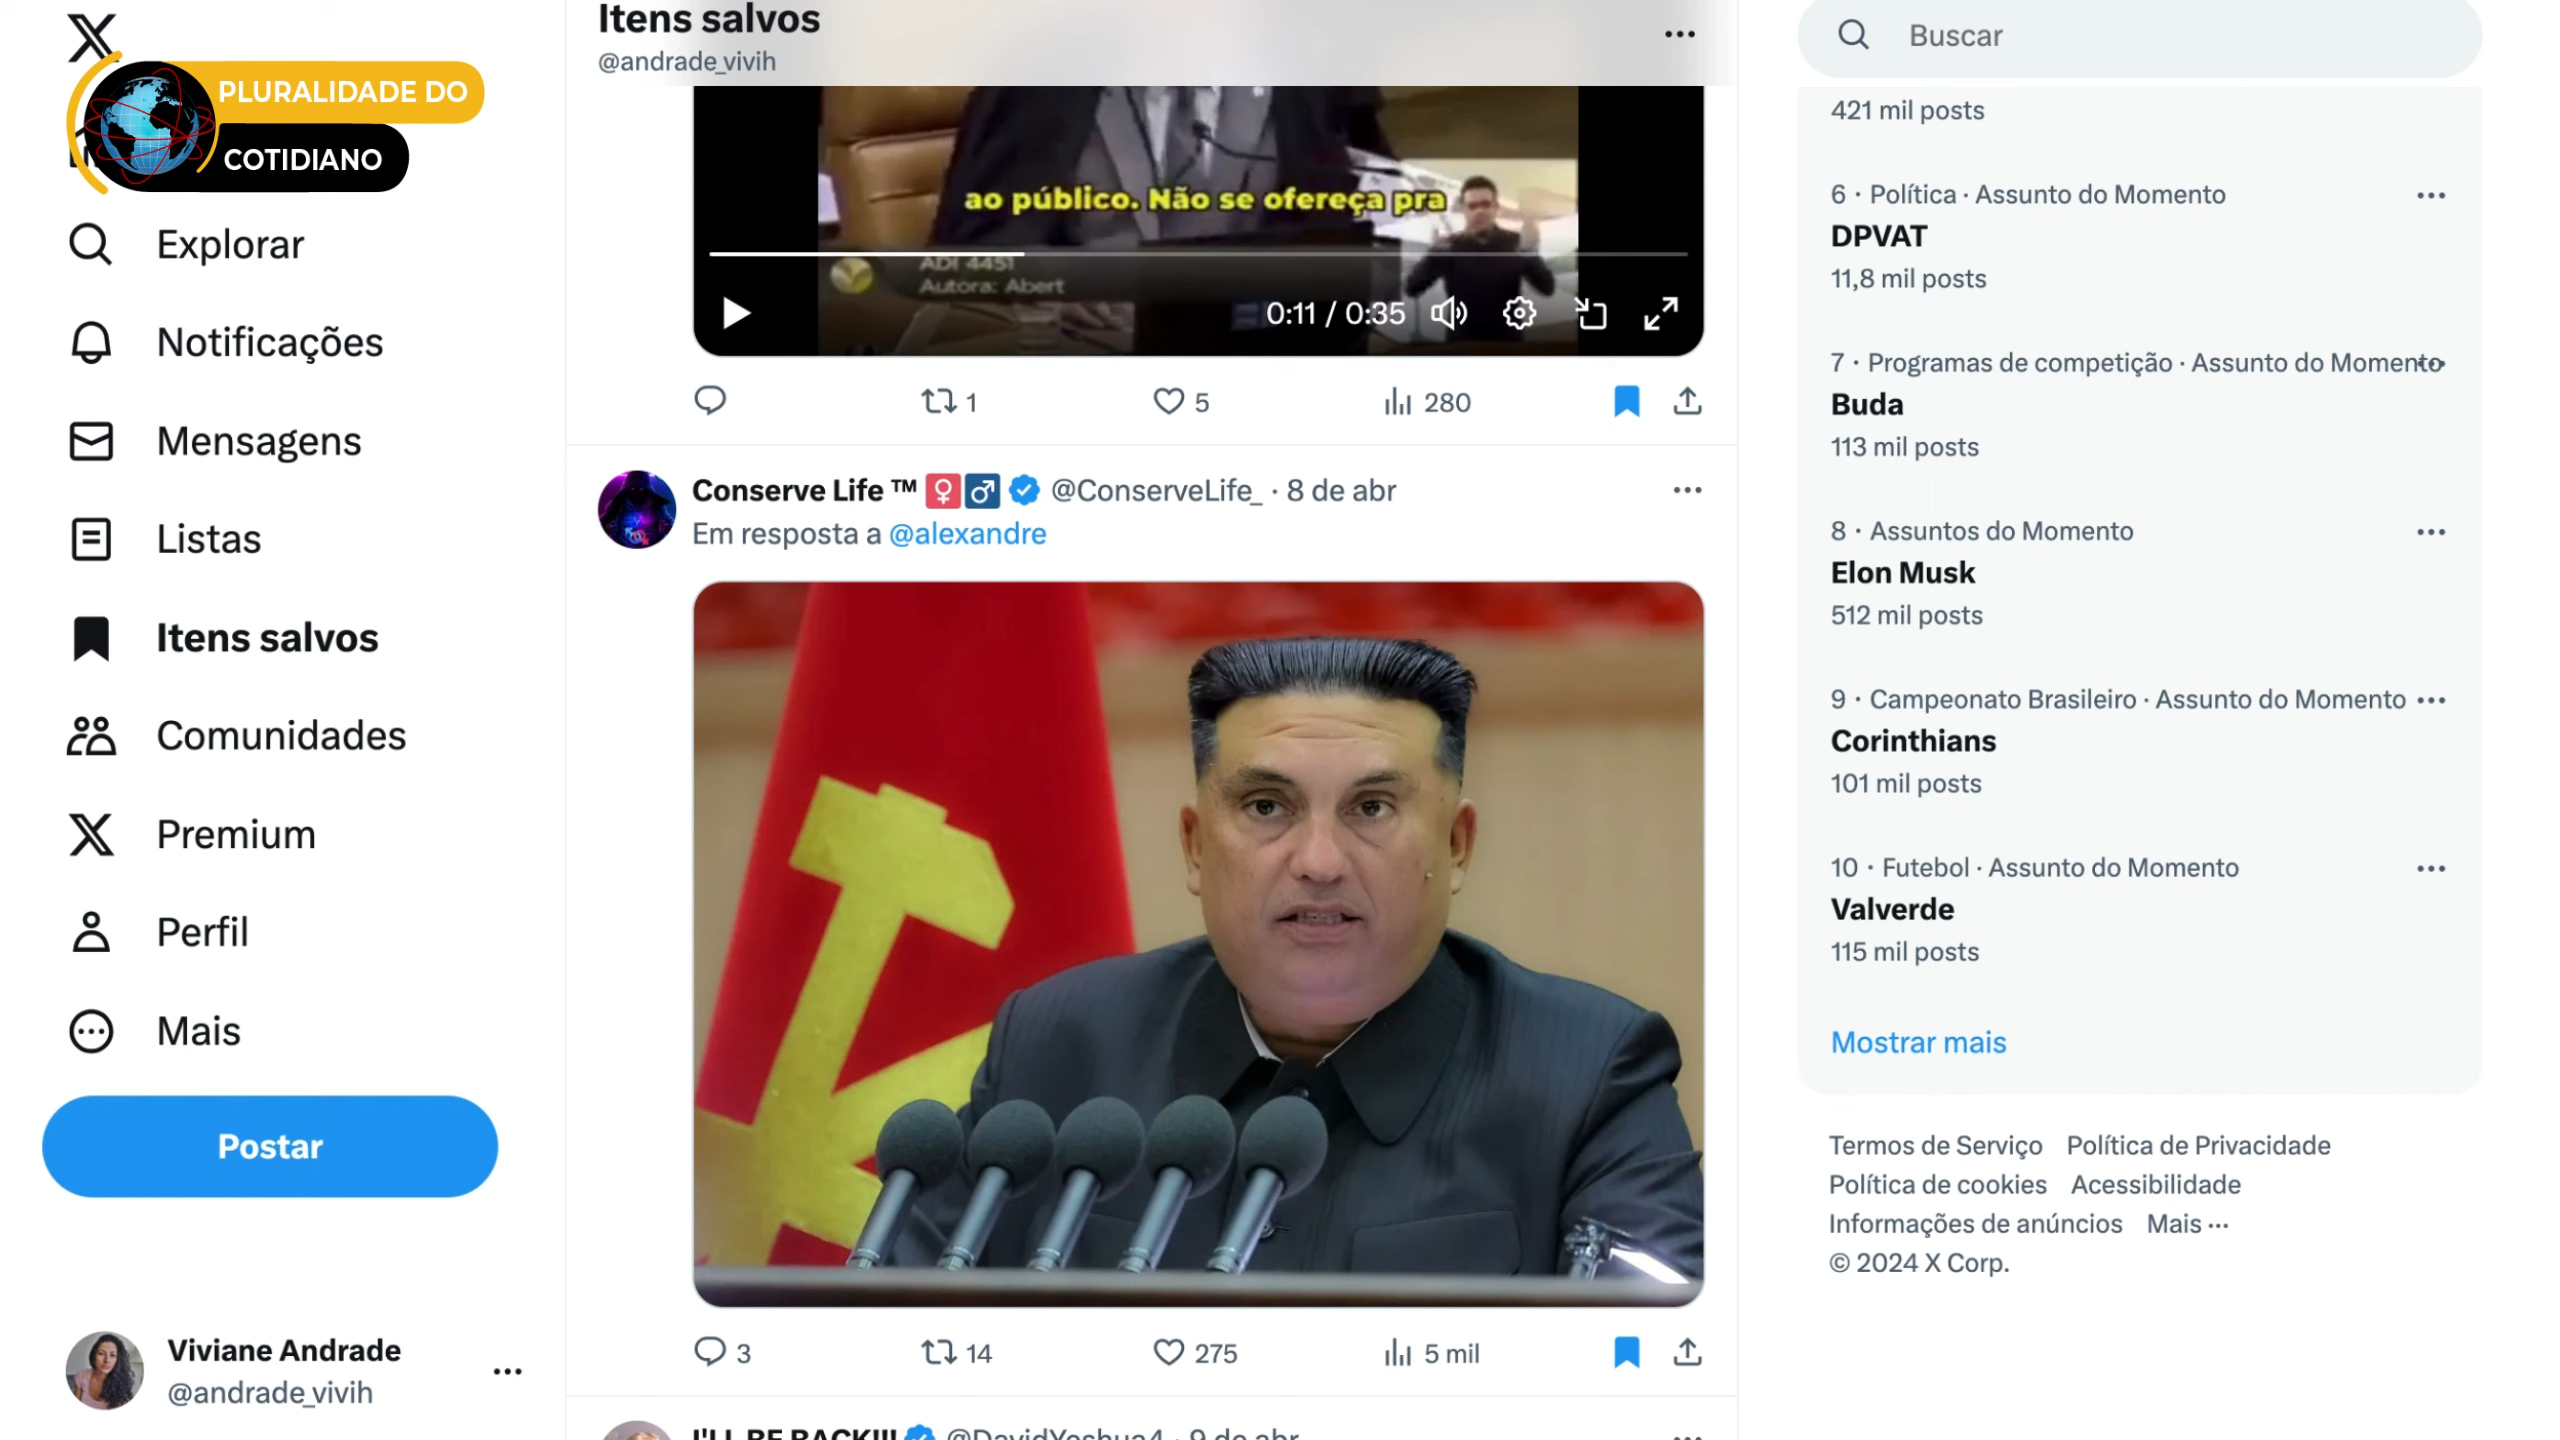 PLURALIDADE DO
COTIDIANO
Explorar
Notificações
Mensagens
Listas
Itens salvos
Comunidades
Premium
Perfil
Mais
Postar
Viviane Andrade
@andrade_vivih
Itens salvos
@andrade_vivih
ao público. Não se ofereça pra
ADI 4451
Autora: Abert
0:11 / 0:35
1
5
280
Conserve Life ™ @ConserveLife_ · 8 de abr
Em resposta a @alexandre
3
14
275
5 mil
I'LL BE BACK!!! @DavidYeshua4 · 9 de abr
Buscar
421 mil posts
6 · Política · Assunto do Momento
DPVAT
11,8 mil posts
7 · Programas de competição · Assunto do Momento
Buda
113 mil posts
8 · Assuntos do Momento
Elon Musk
512 mil posts
9 · Campeonato Brasileiro · Assunto do Momento
Corinthians
101 mil posts
10 · Futebol · Assunto do Momento
Valverde
115 mil posts
Mostrar mais
Termos de Serviço Política de Privacidade
Política de cookies Acessibilidade
Informações de anúncios Mais ...
© 2024 X Corp.